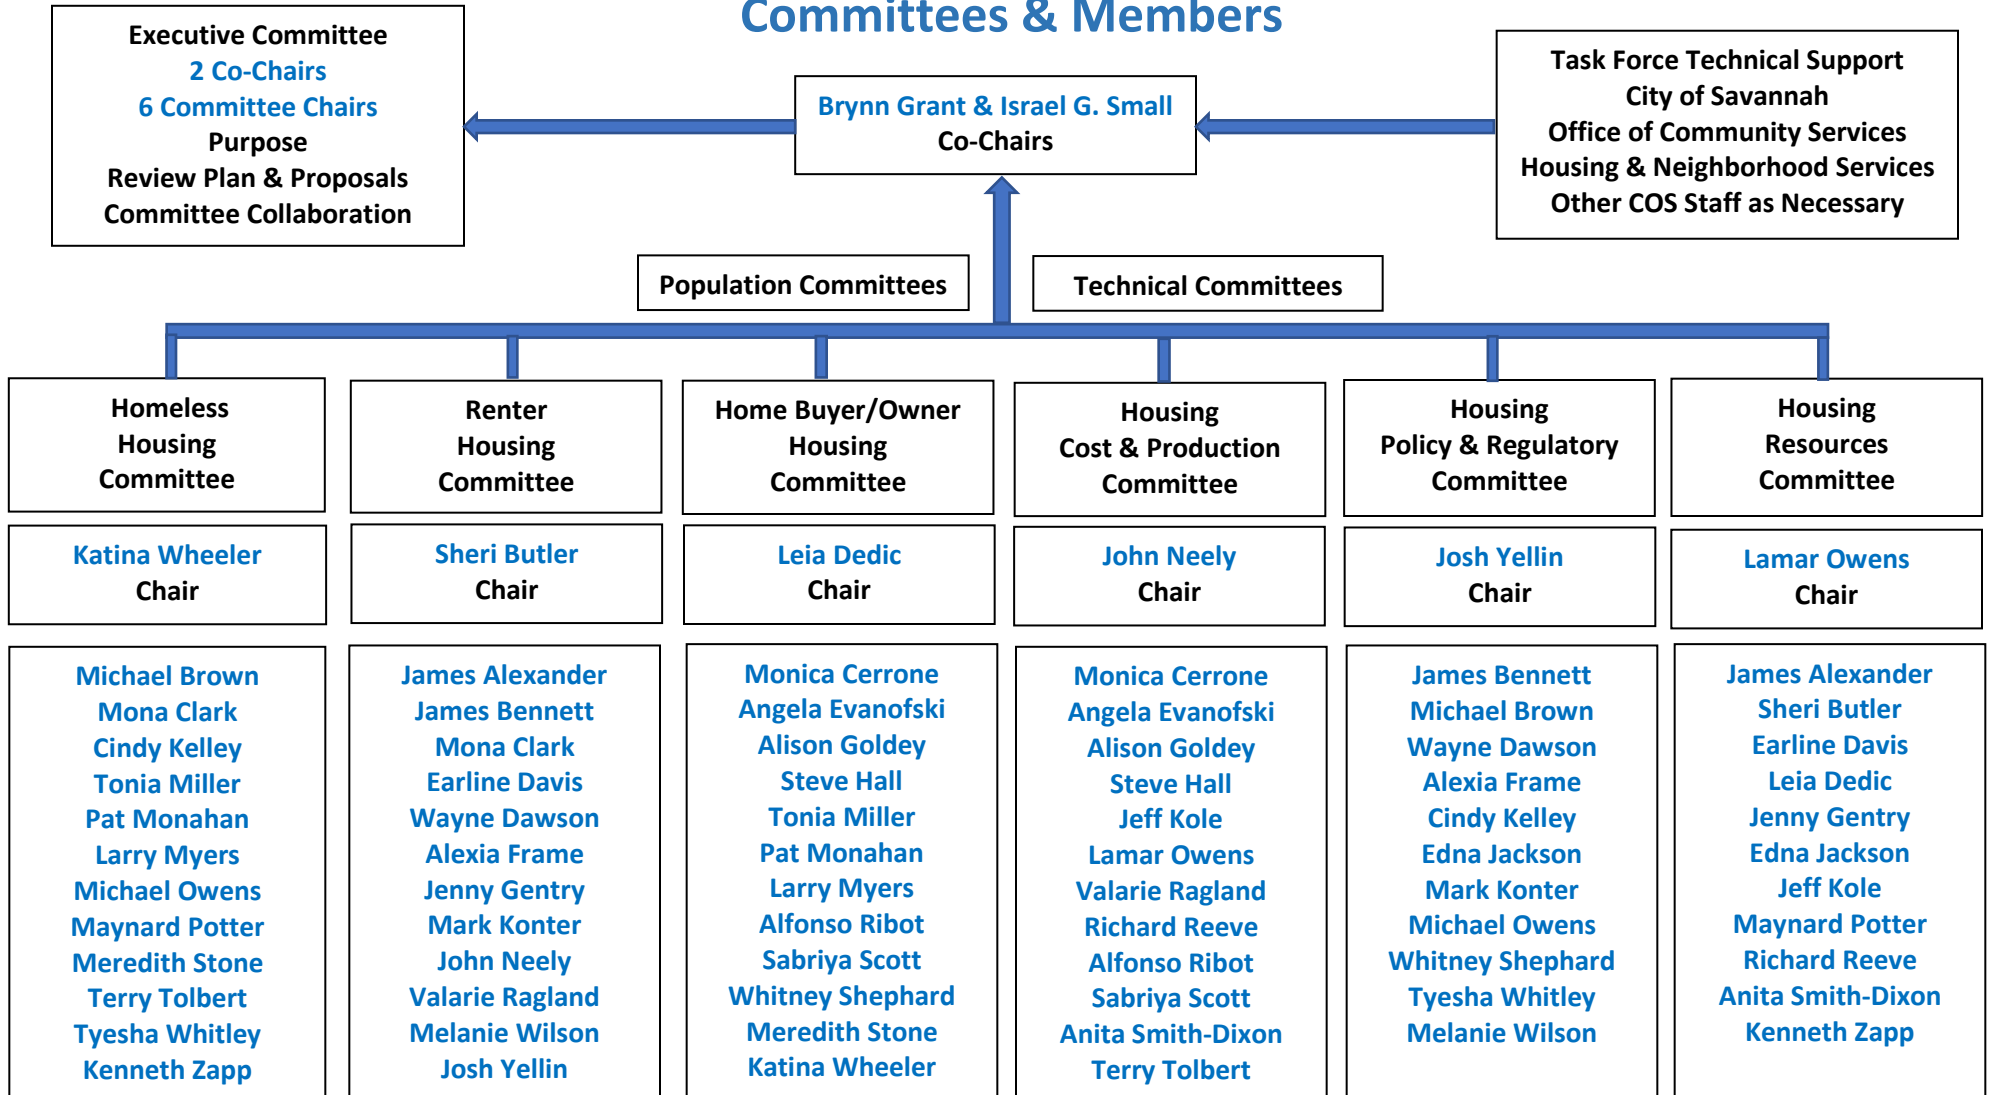 Committees & Members
Executive Committee
2 Co-Chairs
6 Committee Chairs
Purpose
Review Plan & Proposals
Committee Collaboration
Brynn Grant & Israel G. Small
Co-Chairs
Task Force Technical Support
City of Savannah
Office of Community Services
Housing & Neighborhood Services
Other COS Staff as Necessary
Population Committees
Technical Committees
Homeless
Housing
Committee
Katina Wheeler
Chair
Michael Brown
Mona Clark
Cindy Kelley
Tonia Miller
Pat Monahan
Larry Myers
Michael Owens
Maynard Potter
Meredith Stone
Terry Tolbert
Tyesha Whitley
Kenneth Zapp
Renter
Housing
Committee
Sheri Butler
Chair
James Alexander
James Bennett
Mona Clark
Earline Davis
Wayne Dawson
Alexia Frame
Jenny Gentry
Mark Konter
John Neely
Valarie Ragland
Melanie Wilson
Josh Yellin
Home Buyer/Owner
Housing
Committee
Leia Dedic
Chair
Monica Cerrone
Angela Evanofski
Alison Goldey
Steve Hall
Tonia Miller
Pat Monahan
Larry Myers
Alfonso Ribot
Sabriya Scott
Whitney Shephard
Meredith Stone
Katina Wheeler
Housing
Cost & Production
Committee
John Neely
Chair
Monica Cerrone
Angela Evanofski
Alison Goldey
Steve Hall
Jeff Kole
Lamar Owens
Valarie Ragland
Richard Reeve
Alfonso Ribot
Sabriya Scott
Anita Smith-Dixon
Terry Tolbert
Housing
Policy & Regulatory
Committee
Josh Yellin
Chair
James Bennett
Michael Brown
Wayne Dawson
Alexia Frame
Cindy Kelley
Edna Jackson
Mark Konter
Michael Owens
Whitney Shephard
Tyesha Whitley
Melanie Wilson
Housing
Resources
Committee
Lamar Owens
Chair
James Alexander
Sheri Butler
Earline Davis
Leia Dedic
Jenny Gentry
Edna Jackson
Jeff Kole
Maynard Potter
Richard Reeve
Anita Smith-Dixon
Kenneth Zapp